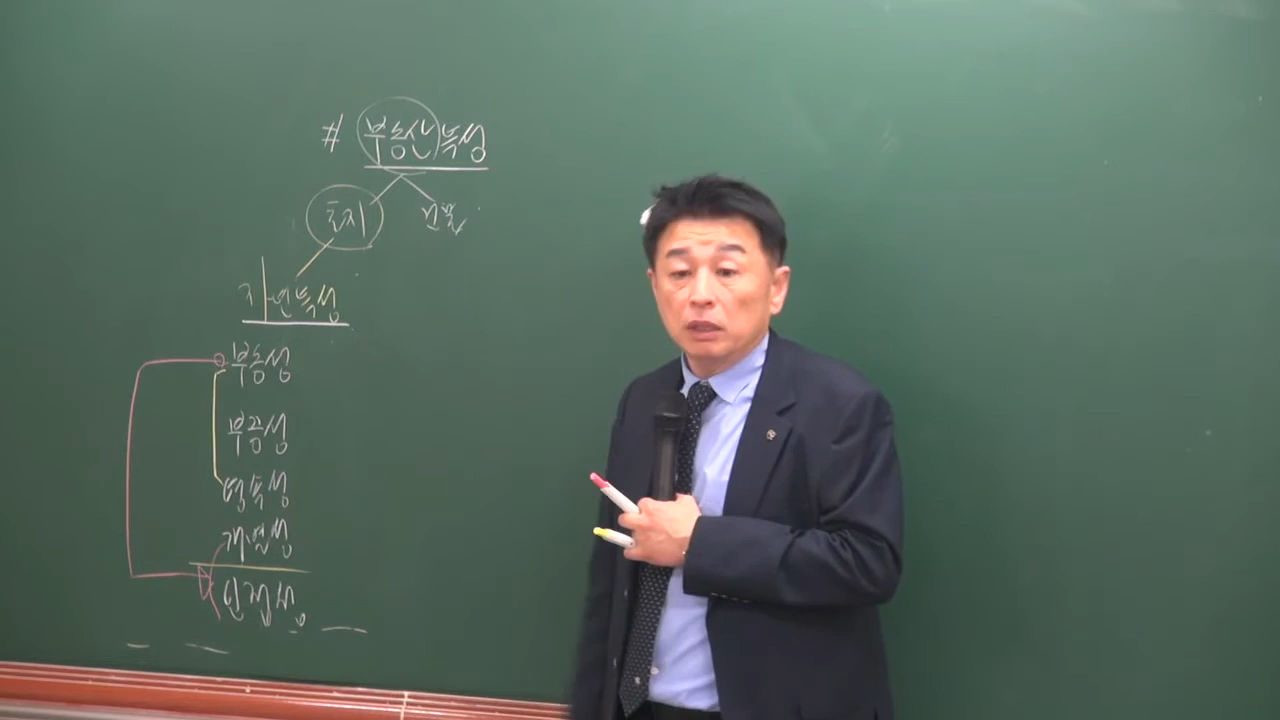 # 부동산 특성
토지 건물
자연특성
부동성
부증성
영속성
개별성
인접성